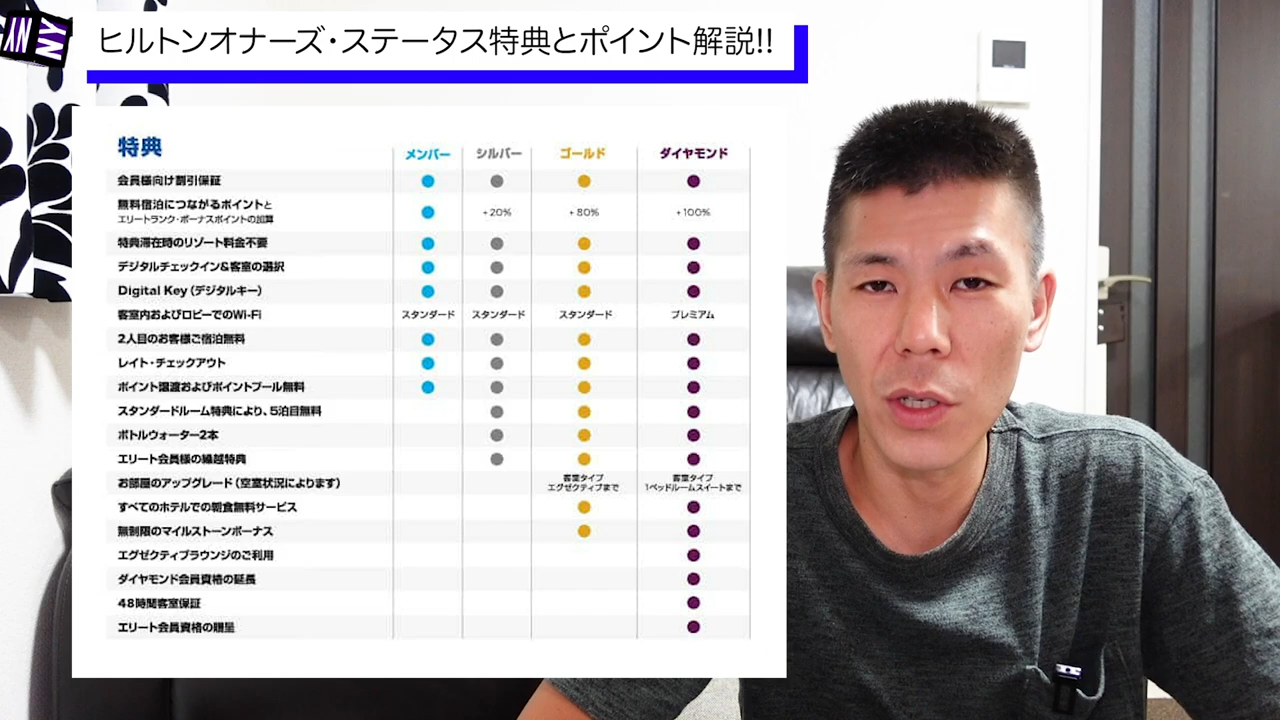 NY
NY
ヒルトンオナーズ・ステータス特典とポイント解説!!
特典 メンバー シルバー ゴールド ダイヤモンド
会員様向け割引保証
無料宿泊につながるポイントと
エリートランク・ボーナスポイントの加算 +20% +80% +100%
特典滞在時のリゾート料金不要
デジタルチェックイン&客室の選択
Digital Key（デジタルキー）
客室内およびロビーでのWi-Fi スタンダード スタンダード スタンダード プレミアム
2人目のお客様ご宿泊無料
レイト・チェックアウト
ポイント譲渡およびポイントプール無料
スタンダードルーム特典により、5泊目無料
ボトルウォーター2本
エリート会員様の繰越特典
お部屋のアップグレード（空室状況によります） 客室タイプ 客室タイプ
エグゼクティブまで 1ベッドルームスイートまで
すべてのホテルでの朝食無料サービス
無制限のマイルストーンボーナス
エグゼクティブラウンジのご利用
ダイヤモンド会員資格の延長
48時間客室保証
エリート会員資格の贈呈